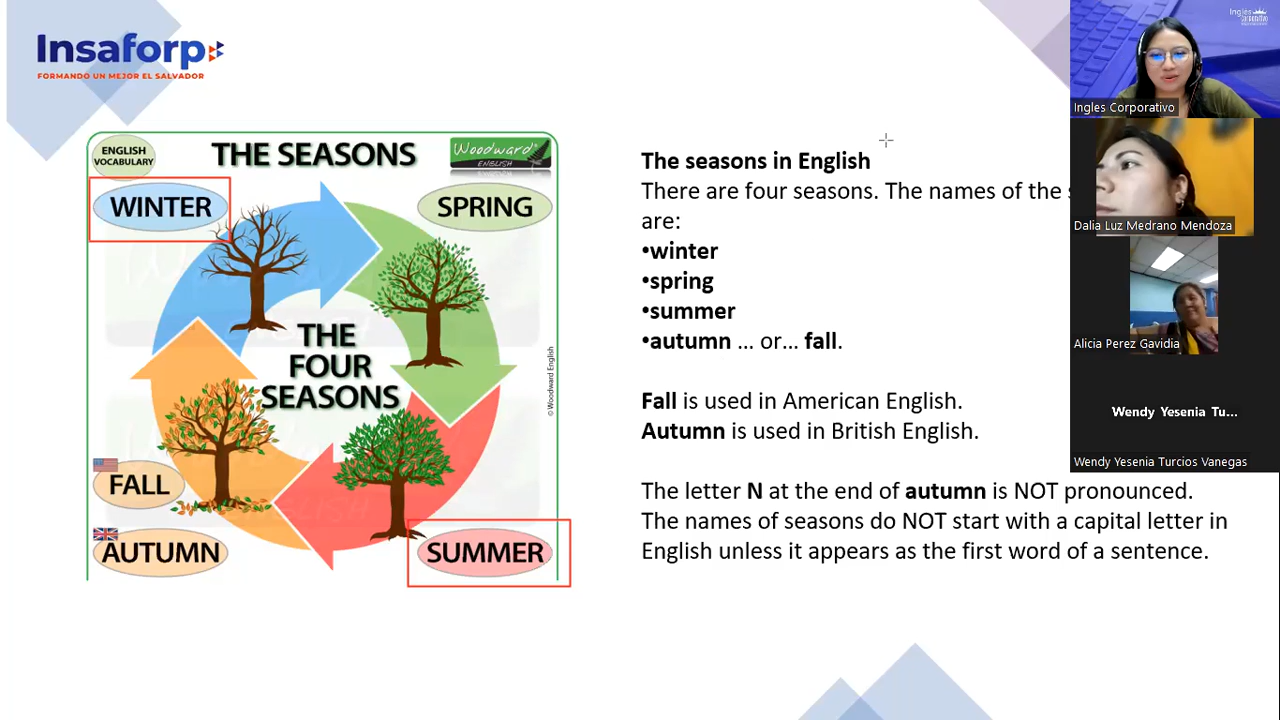 Insaforp
FORMANDO UN MEJOR EL SALVADOR
ENGLISH
VOCABULARY
THE SEASONS
Woodward
ENGLISH
WINTER
SPRING
THE
FOUR
SEASONS
FALL
AUTUMN
SUMMER
© Woodward English
The seasons in English
There are four seasons. The names of the s
are:
•winter
•spring
•summer
•autumn ... or... fall.
Fall is used in American English.
Autumn is used in British English.
The letter N at the end of autumn is NOT pronounced.
The names of seasons do NOT start with a capital letter in
English unless it appears as the first word of a sentence.
Ingles
Corporativo
Ingles Corporativo
Dalia Luz Medrano Mendoza
Alicia Perez Gavidia
Wendy Yesenia Tu...
Wendy Yesenia Turcios Vanegas